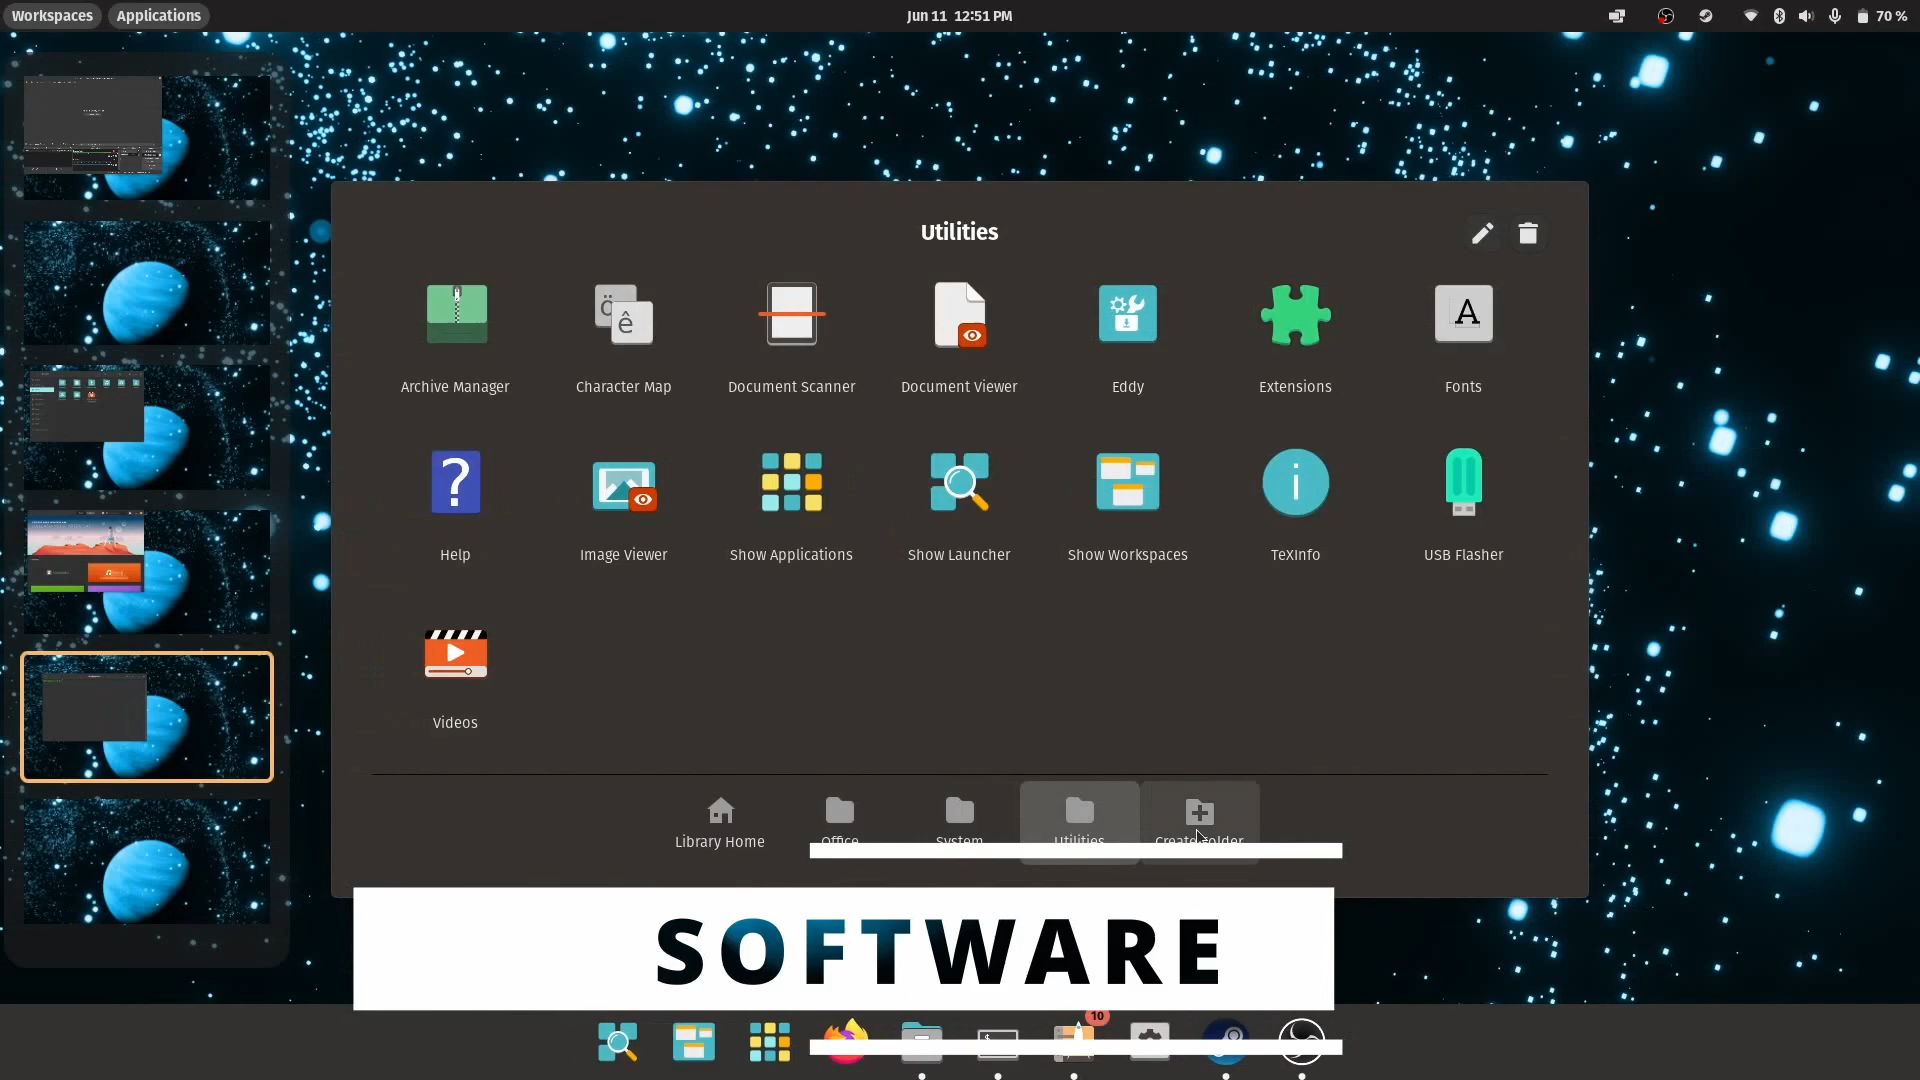 Workspaces Applications Jun 11 12:51 PM 70 %
Utilities
Archive Manager Character Map Document Scanner Document Viewer Eddy Extensions Fonts
Help Image Viewer Show Applications Show Launcher Show Workspaces TeXInfo USB Flasher
Videos
Library Home Office System Utilities Create Folder
SOFTWARE
10